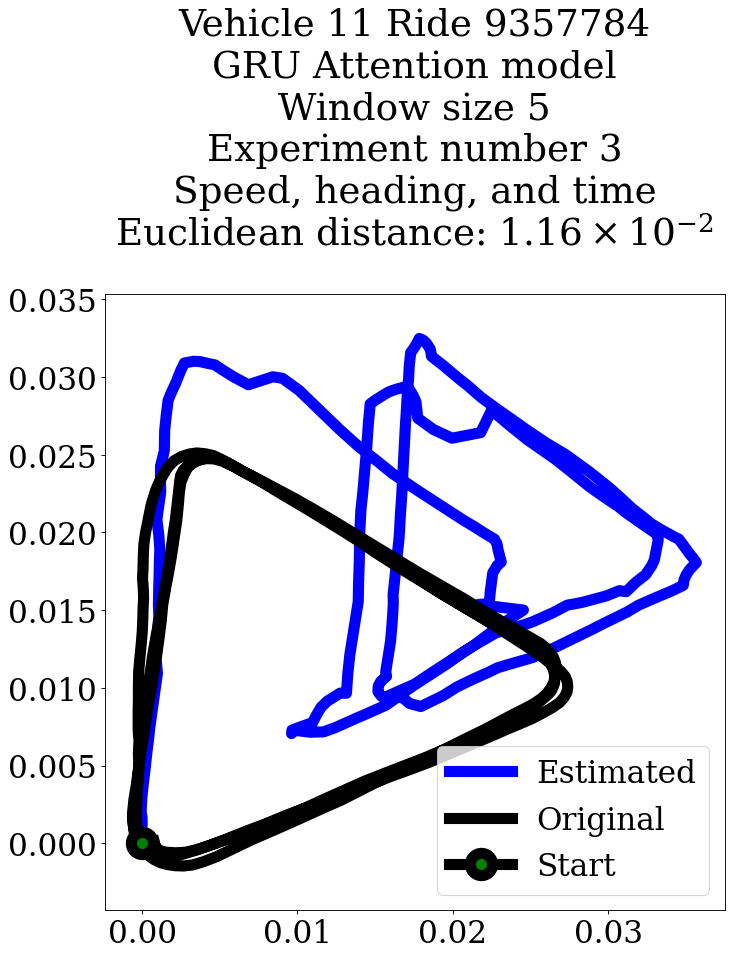 Vehicle 11 Ride 9357784
GRU Attention model
Window size 5
Experiment number 3
Speed, heading, and time
Euclidean distance: 1.16 × 10⁻²
0.035
0.030
0.025
0.020
0.015
0.010
0.005
0.000
Estimated
Original
Start
0.00 0.01 0.02 0.03